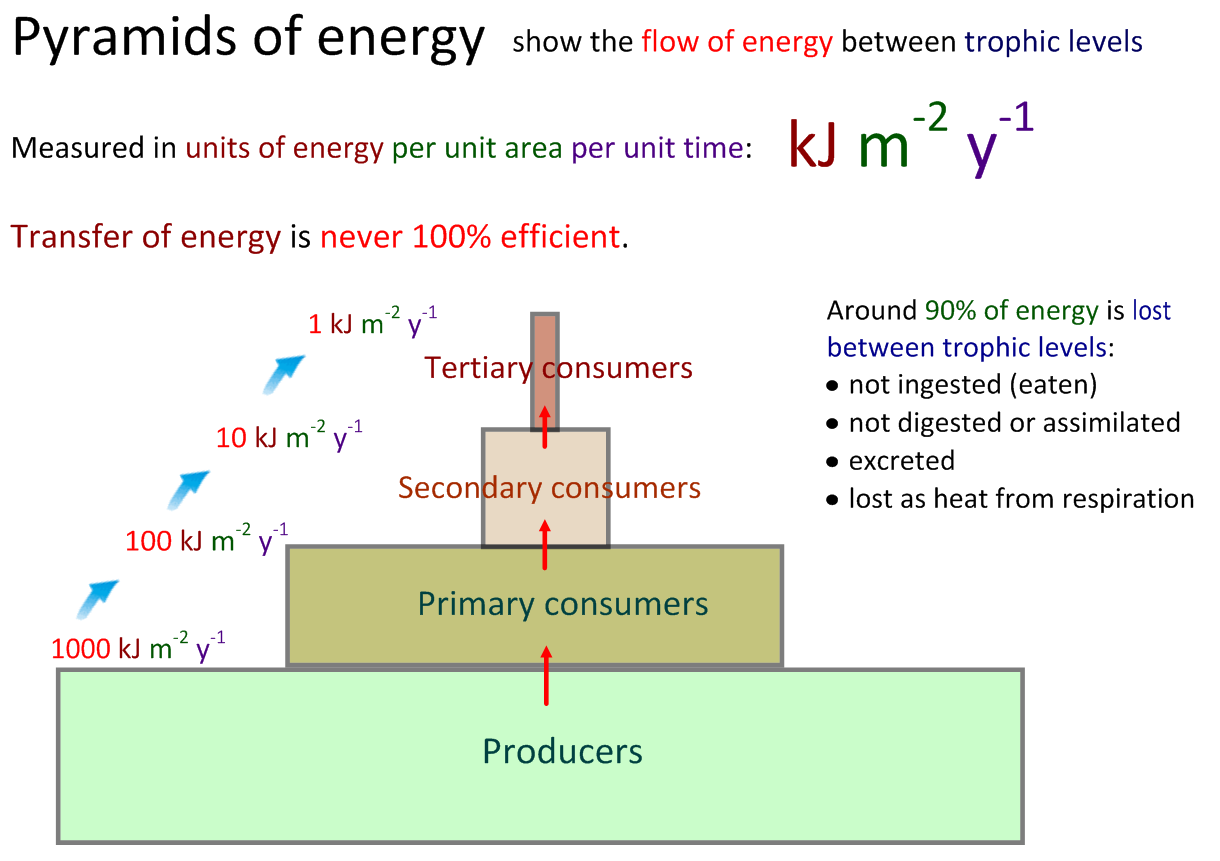 Pyramids of energy show the flow of energy between trophic levels
Measured in units of energy per unit area per unit time: kJ m⁻² y⁻¹
Transfer of energy is never 100% efficient.
Around 90% of energy is lost
between trophic levels:
• not ingested (eaten)
• not digested or assimilated
• excreted
• lost as heat from respiration
1 kJ m⁻² y⁻¹
Tertiary consumers
10 kJ m⁻² y⁻¹
Secondary consumers
100 kJ m⁻² y⁻¹
Primary consumers
1000 kJ m⁻² y⁻¹
Producers